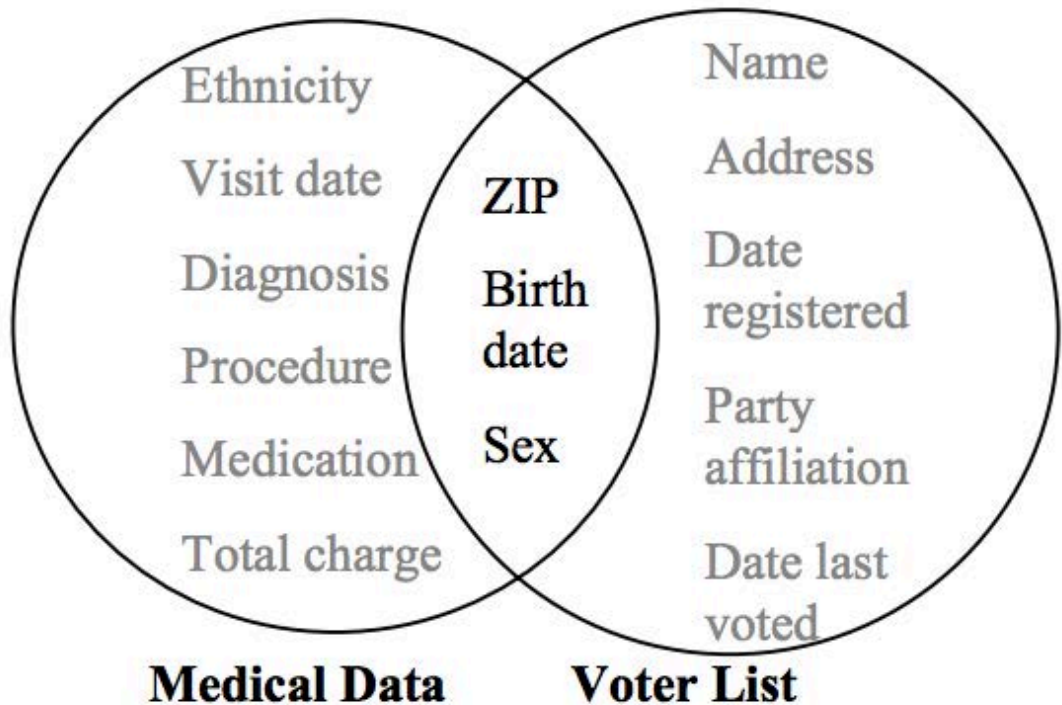 Ethnicity
Visit date
Diagnosis
Procedure
Medication
Total charge
ZIP
Birth
date
Sex
Name
Address
Date
registered
Party
affiliation
Date last
voted
Medical Data
Voter List